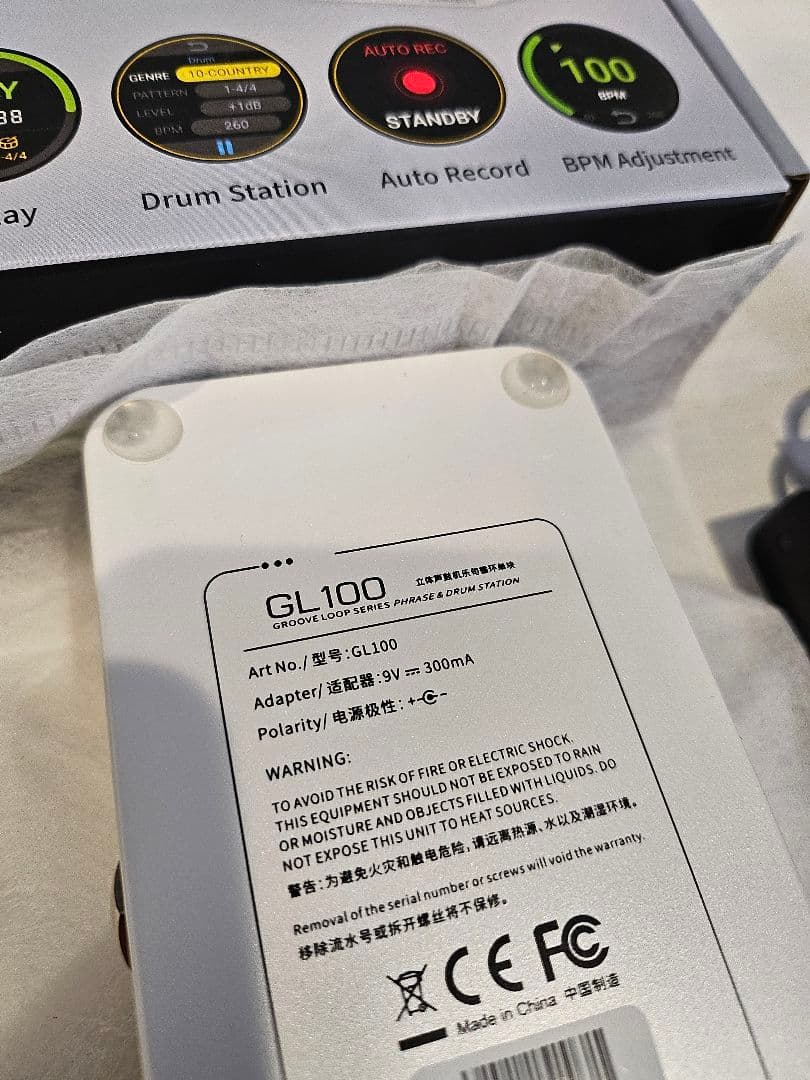 Y
88
4/4
Drum
GENRE 10-COUNTRY
PATTERN 1-4/4
LEVEL +1dB
BPM 260
Drum Station
AUTO REC
STANDBY
Auto Record
100
BPM
BPM Adjustment
lay
GL100 立体声鼓机乐句循环单块
GROOVE LOOP SERIES PHRASE & DRUM STATION
Art No./ 型号:GL100
Adapter/ 适配器:9V ⎓ 300mA
Polarity/ 电源极性: + -
WARNING:
TO AVOID THE RISK OF FIRE OR ELECTRIC SHOCK.
THIS EQUIPMENT SHOULD NOT BE EXPOSED TO RAIN
OR MOISTURE AND OBJECTS FILLED WITH LIQUIDS. DO
NOT EXPOSE THIS UNIT TO HEAT SOURCES.
警告:为避免火灾和触电危险,请远离热源、水以及潮湿环境。
Removal of the serial number or screws will void the warranty.
移除流水号或拆开螺丝将不保修。
CE FC
Made in China 中国制造